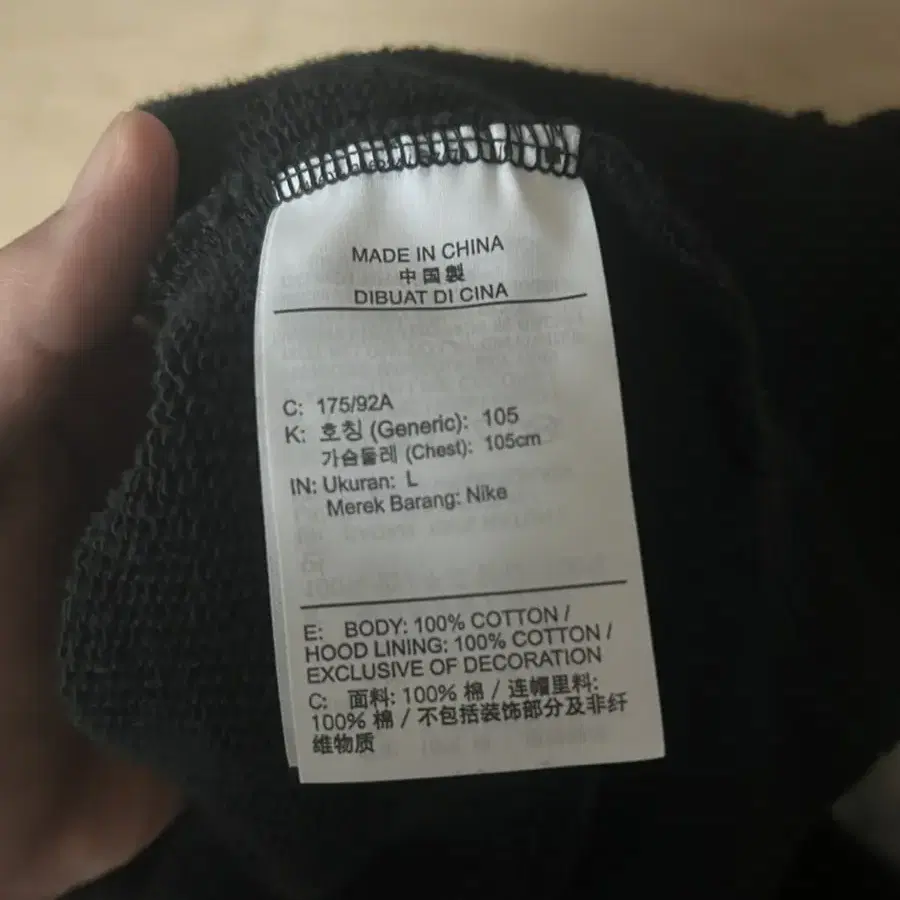 MADE IN CHINA
中国製
DIBUAT DI CINA
C: 175/92A
K: 호칭 (Generic): 105
가슴둘레 (Chest): 105cm
IN: Ukuran: L
Merek Barang: Nike
E: BODY: 100% COTTON /
HOOD LINING: 100% COTTON /
EXCLUSIVE OF DECORATION
C: 面料: 100% 棉 / 连帽里料:
100% 棉 / 不包括装饰部分及非纤
维物质